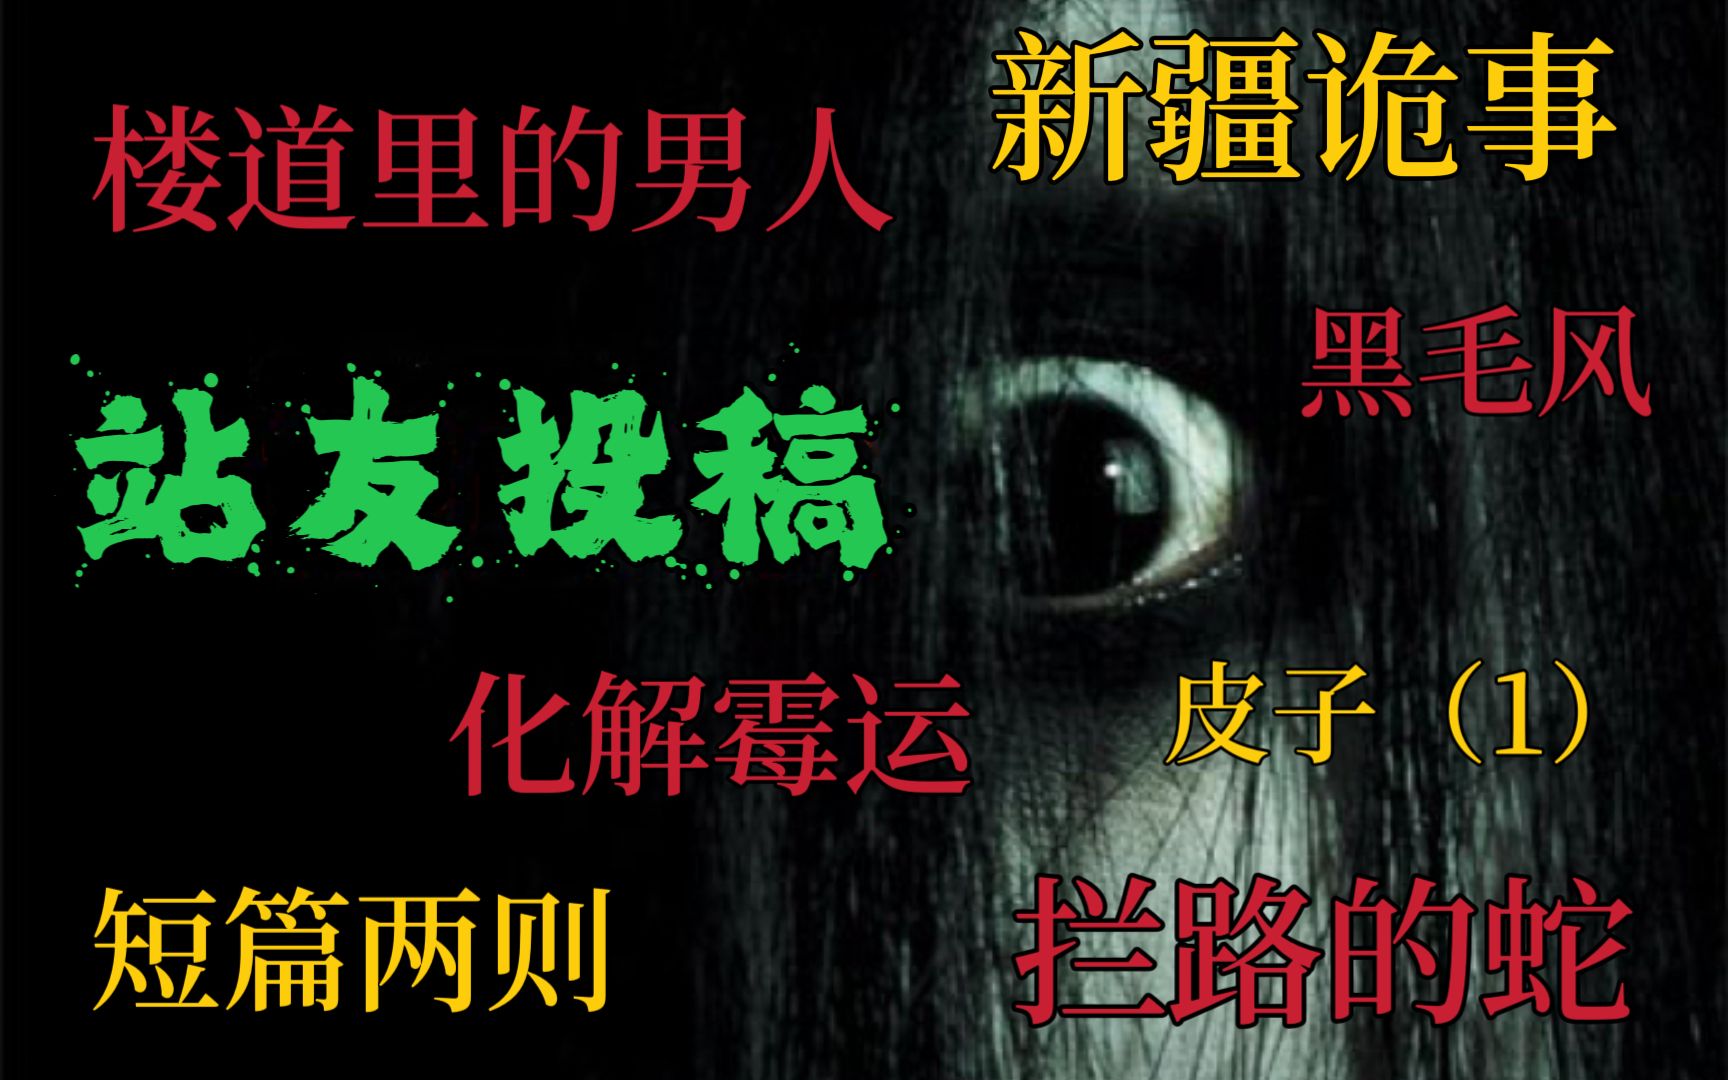 新疆诡事
楼道里的男人
黑毛风
站友投稿
化解霉运
皮子（1）
短篇两则
拦路的蛇